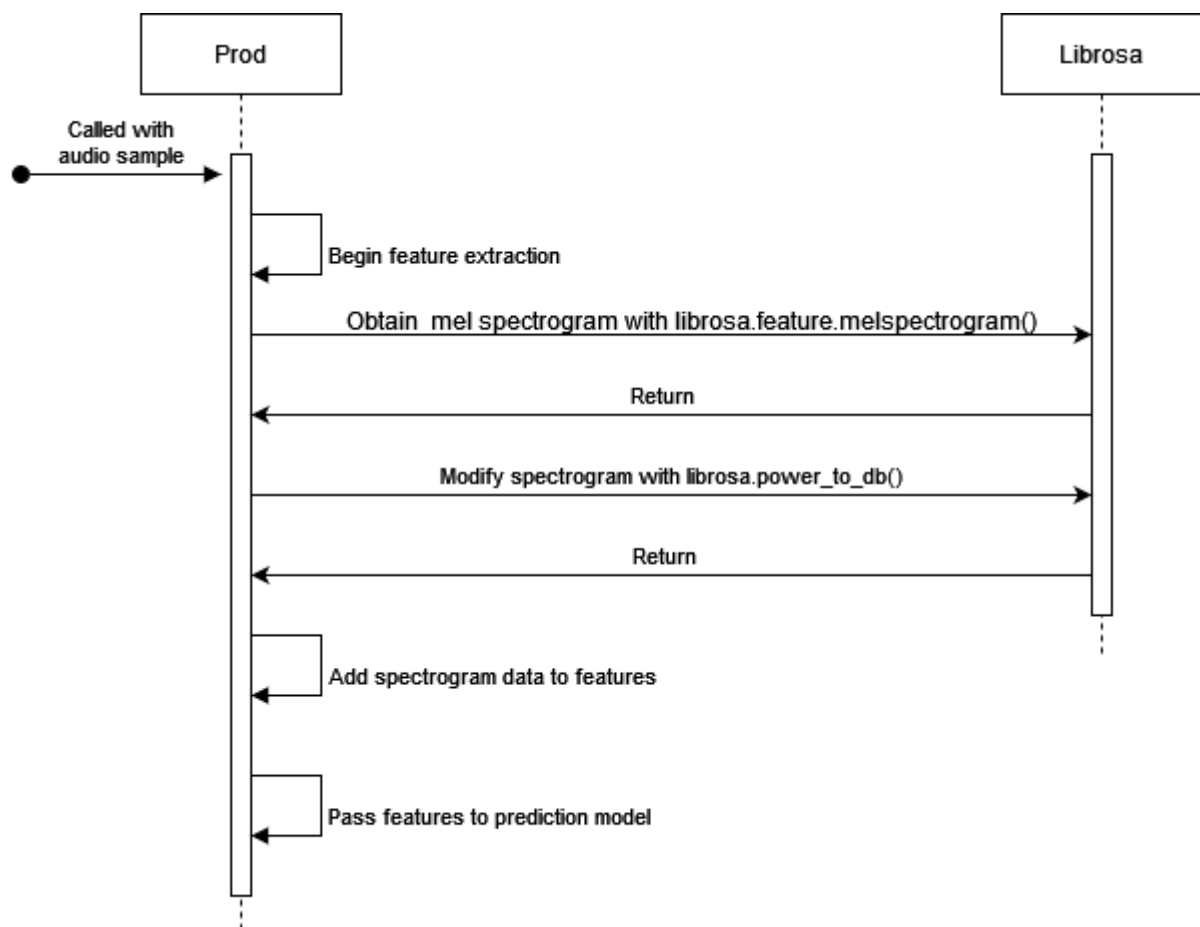 Prod
Librosa
Called with
audio sample
Begin feature extraction
Obtain  mel spectrogram with librosa.feature.melspectrogram()
Return
Modify spectrogram with librosa.power_to_db()
Return
Add spectrogram data to features
Pass features to prediction model